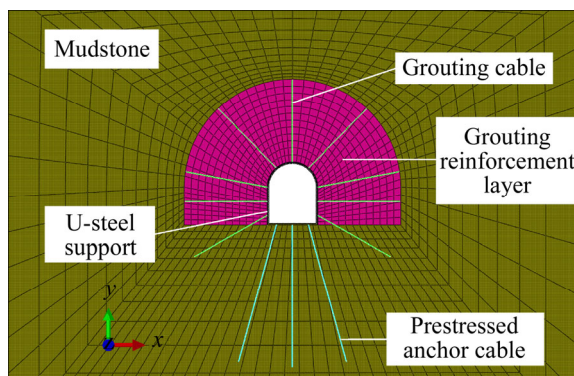 Mudstone
Grouting cable
Grouting
reinforcement
layer
U-steel
support
y
x
Prestressed
anchor cable